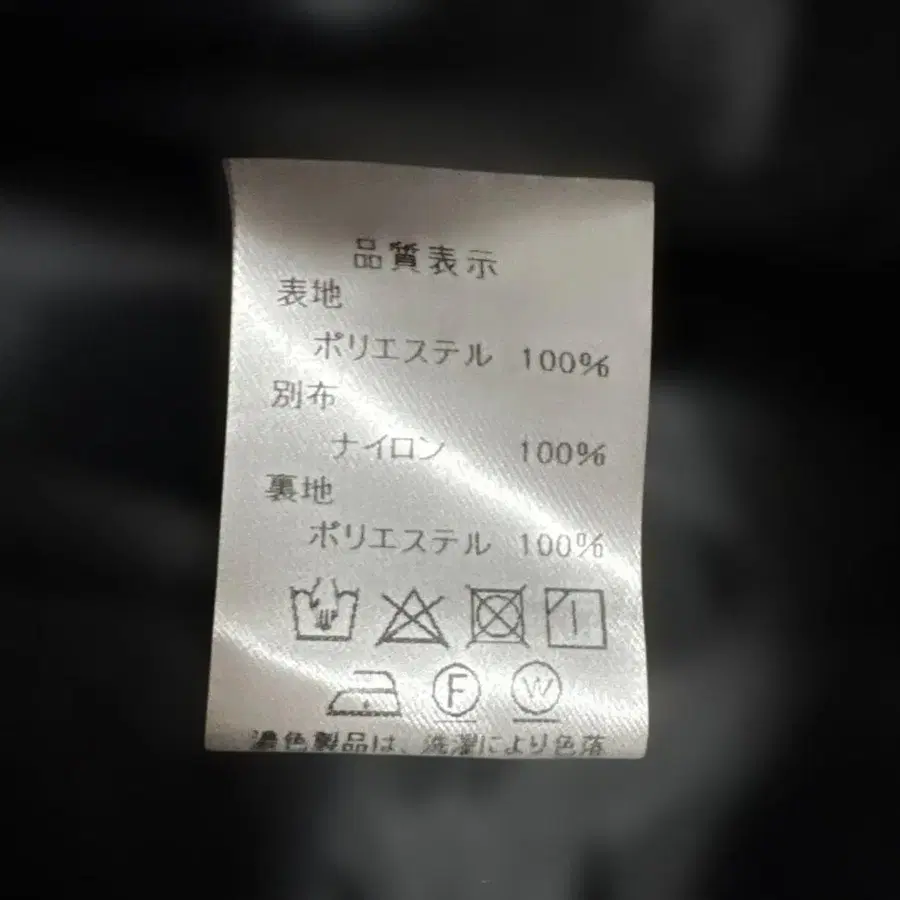 品質表示
表地
ポリエステル 100%
別布
ナイロン 100%
裏地
ポリエステル 100%
F W
濃色製品は、洗濯により色落